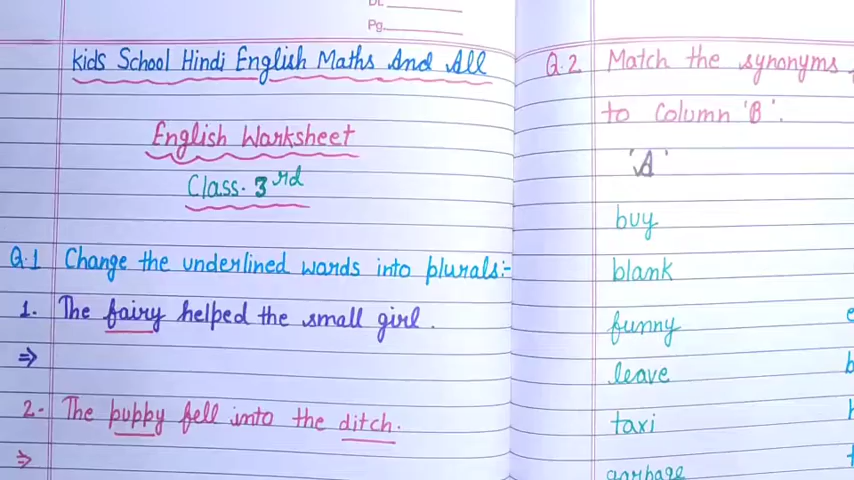 Pg.
Kids School Hindi English Maths And All
English Worksheet
Class. 3rd
Q.1 Change the underlined words into plurals:-
1. The fairy helped the small girl.
⇒
2- The puppy fell into the ditch.
⇒
Q.2 Match the synonyms
to Column 'B'.
'A'
buy
blank
funny
leave
taxi
garbage